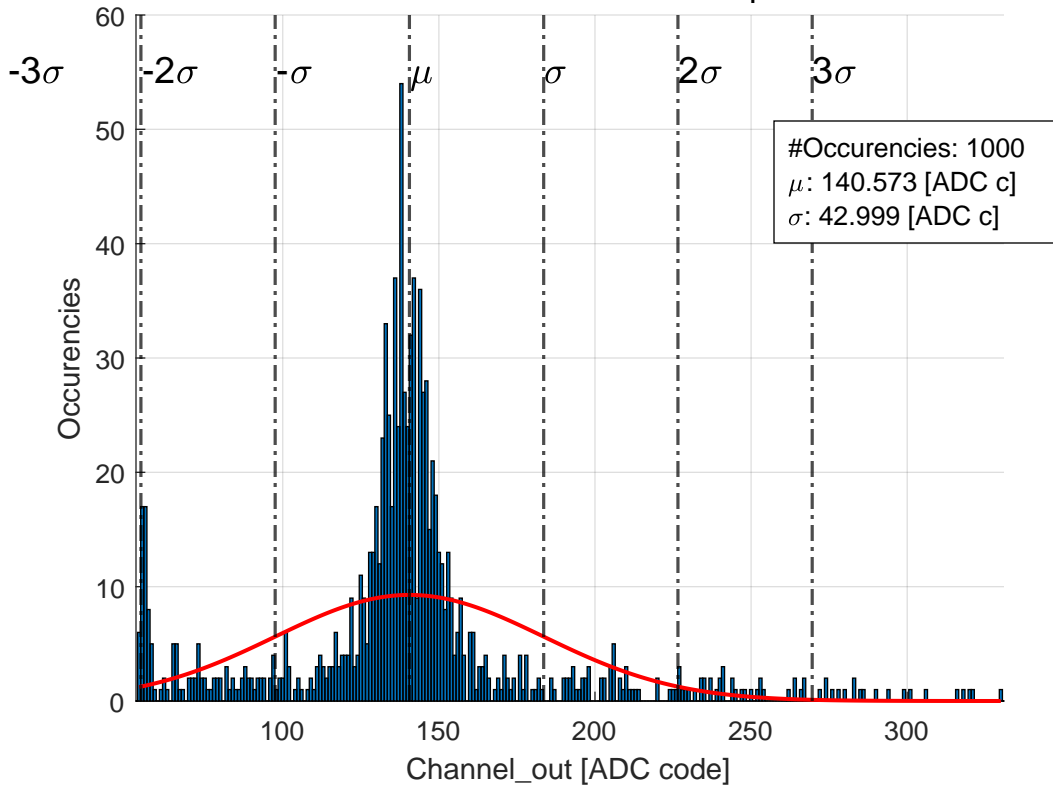 60
50
40
30
20
10
0
Occurencies
-3σ
-2σ
-σ
μ
σ
2σ
3σ
#Occurencies: 1000
μ: 140.573 [ADC c]
σ: 42.999 [ADC c]
100
150
200
250
300
Channel_out [ADC code]